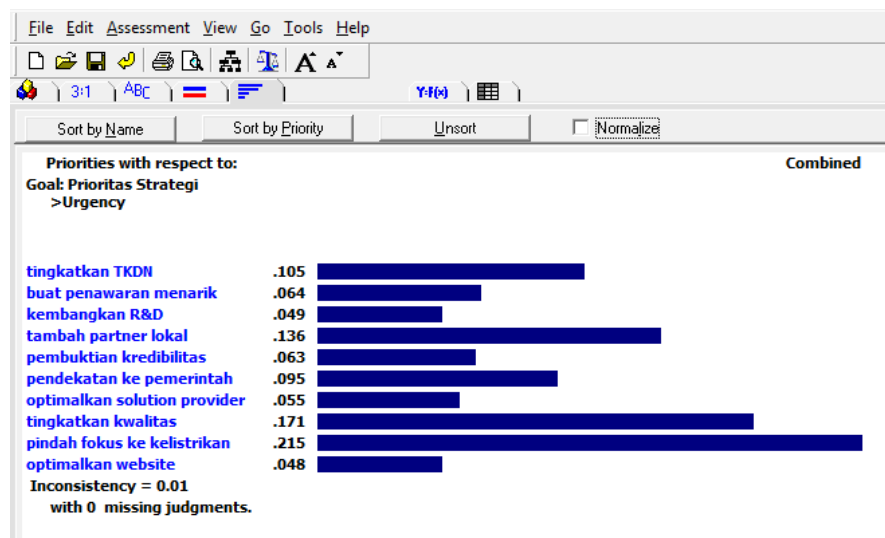 File Edit Assessment View Go Tools Help
A A
3:1 ABC Y=F(x)
Sort by Name Sort by Priority Unsort Normalize
Priorities with respect to: Combined
Goal: Prioritas Strategi
>Urgency
tingkatkan TKDN .105
buat penawaran menarik .064
kembangkan R&D .049
tambah partner lokal .136
pembuktian kredibilitas .063
pendekatan ke pemerintah .095
optimalkan solution provider .055
tingkatkan kwalitas .171
pindah fokus ke kelistrikan .215
optimalkan website .048
Inconsistency = 0.01
with 0 missing judgments.